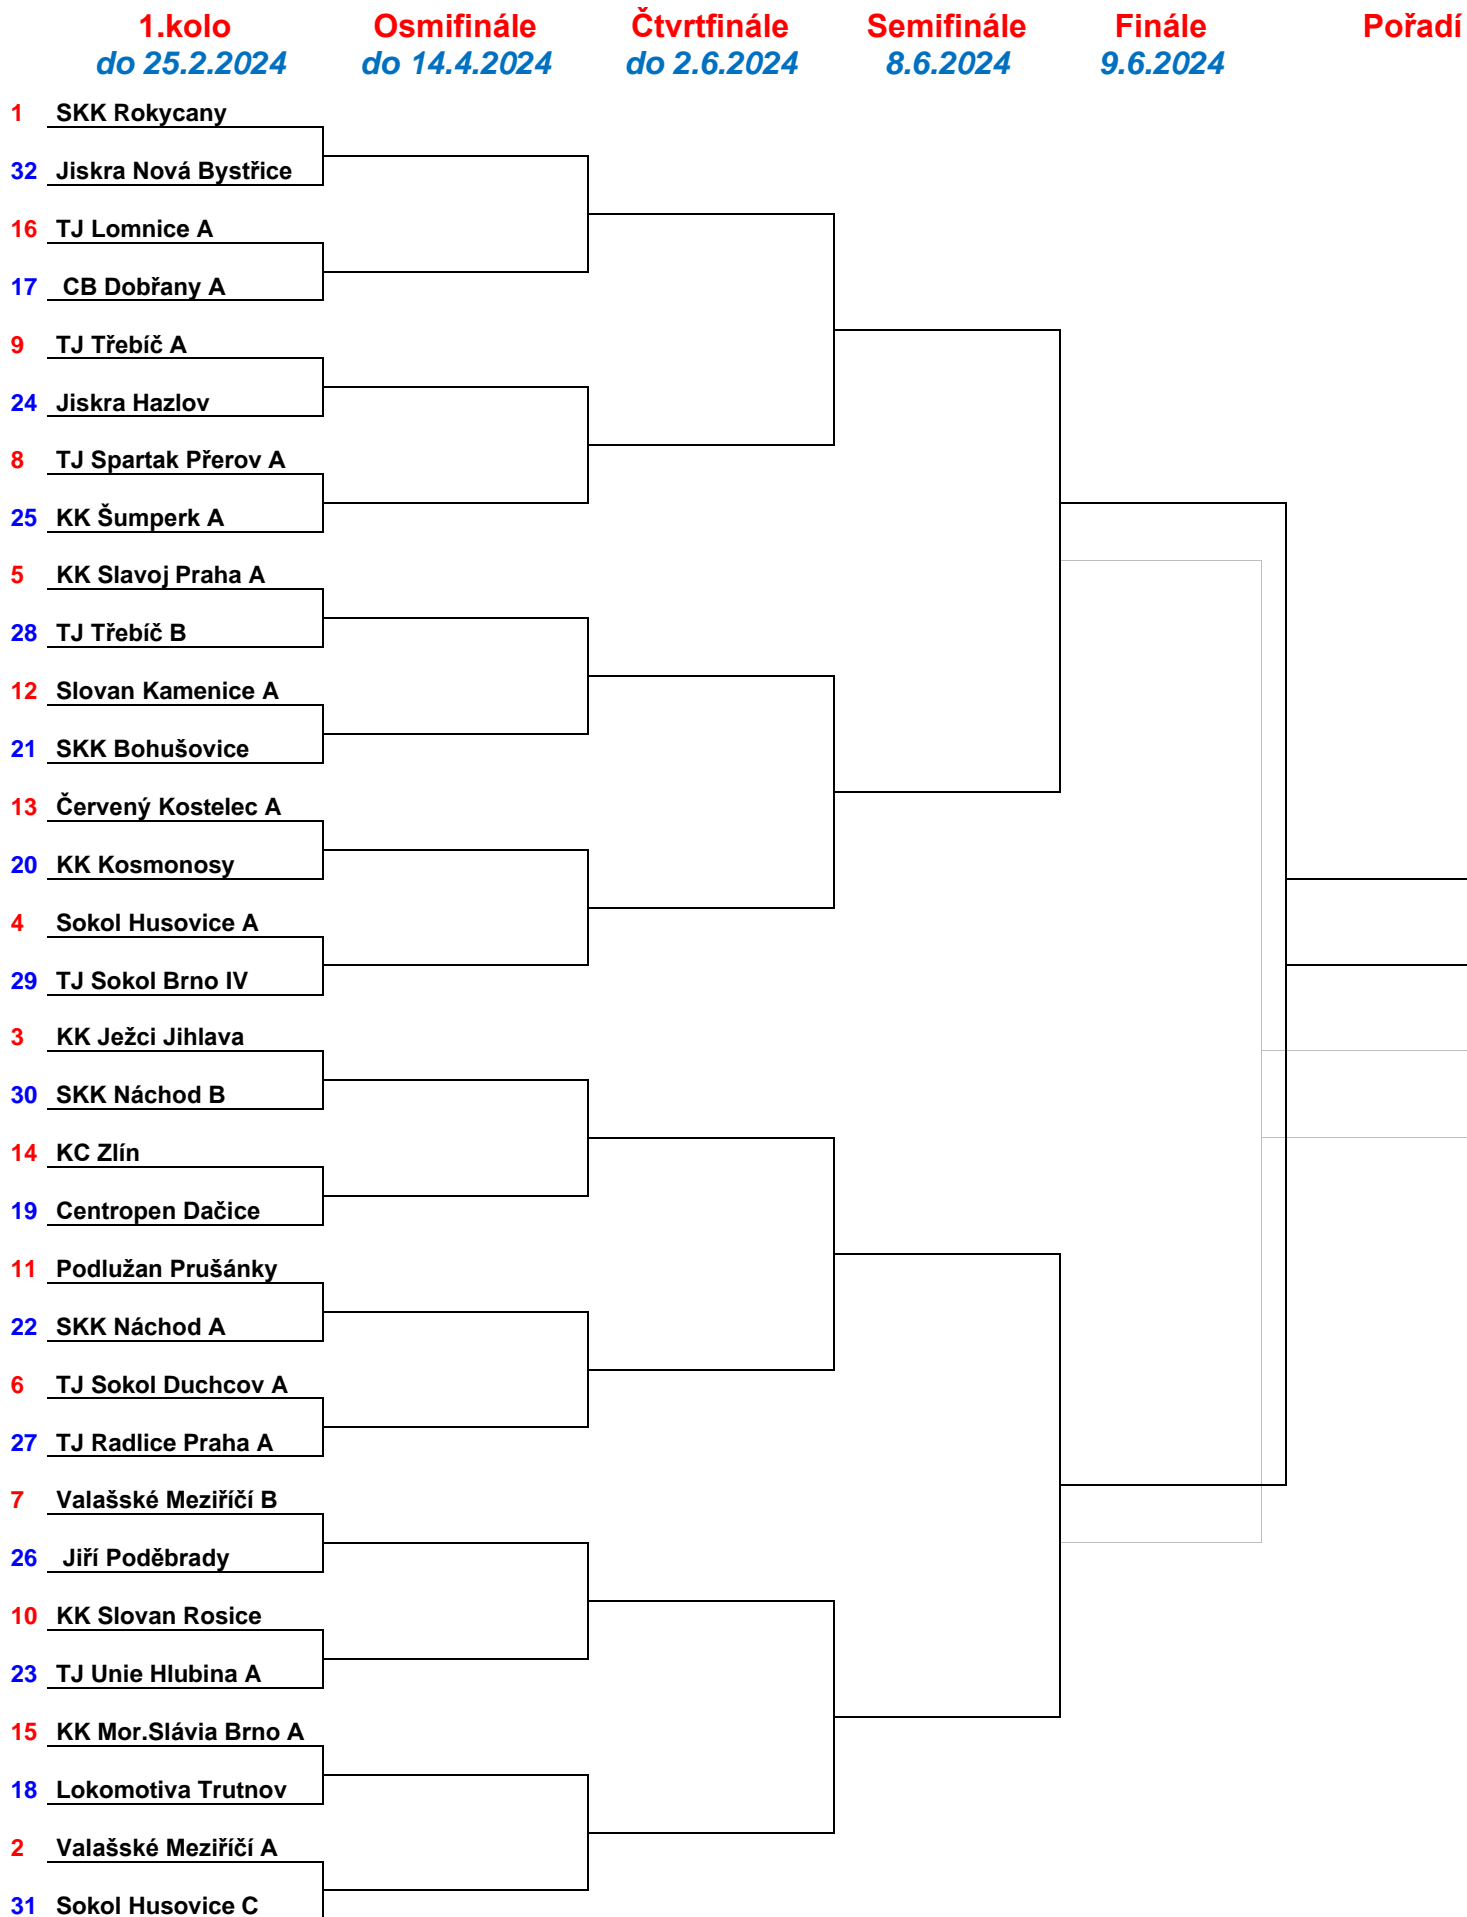 1.kolo Osmifinále Čtvrtfinále Semifinále Finále Pořadí
do 25.2.2024 do 14.4.2024 do 2.6.2024 8.6.2024 9.6.2024
1 SKK Rokycany
32 Jiskra Nová Bystřice
16 TJ Lomnice A
17 CB Dobřany A
9 TJ Třebíč A
24 Jiskra Hazlov
8 TJ Spartak Přerov A
25 KK Šumperk A
5 KK Slavoj Praha A
28 TJ Třebíč B
12 Slovan Kamenice A
21 SKK Bohušovice
13 Červený Kostelec A
20 KK Kosmonosy
4 Sokol Husovice A
29 TJ Sokol Brno IV
3 KK Ježci Jihlava
30 SKK Náchod B
14 KC Zlín
19 Centropen Dačice
11 Podlužan Prušánky
22 SKK Náchod A
6 TJ Sokol Duchcov A
27 TJ Radlice Praha A
7 Valašské Meziříčí B
26 Jiří Poděbrady
10 KK Slovan Rosice
23 TJ Unie Hlubina A
15 KK Mor.Slávia Brno A
18 Lokomotiva Trutnov
2 Valašské Meziříčí A
31 Sokol Husovice C